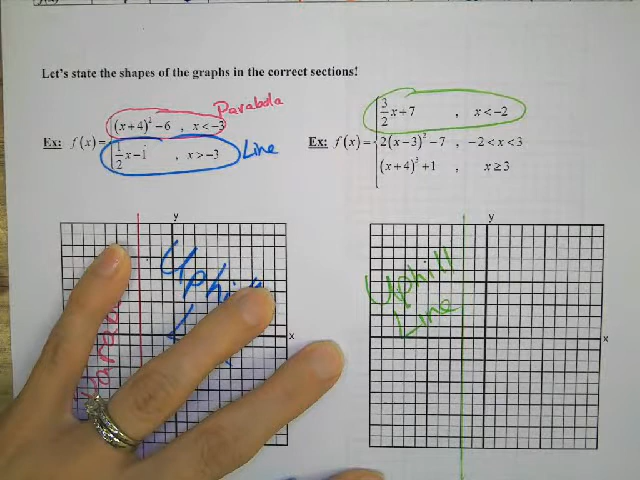 Let's state the shapes of the graphs in the correct sections!
Parabola
(x+4)² − 6 , x < −3
Ex: f(x) =
1/2 x − 1 , x > −3
Line
3/2 x + 7 , x < −2
Ex: f(x) = 2(x−3)² − 7 , −2 < x < 3
(x+4)³ + 1 , x ≥ 3
y
Uphill
x
y
Uphill
Line
x